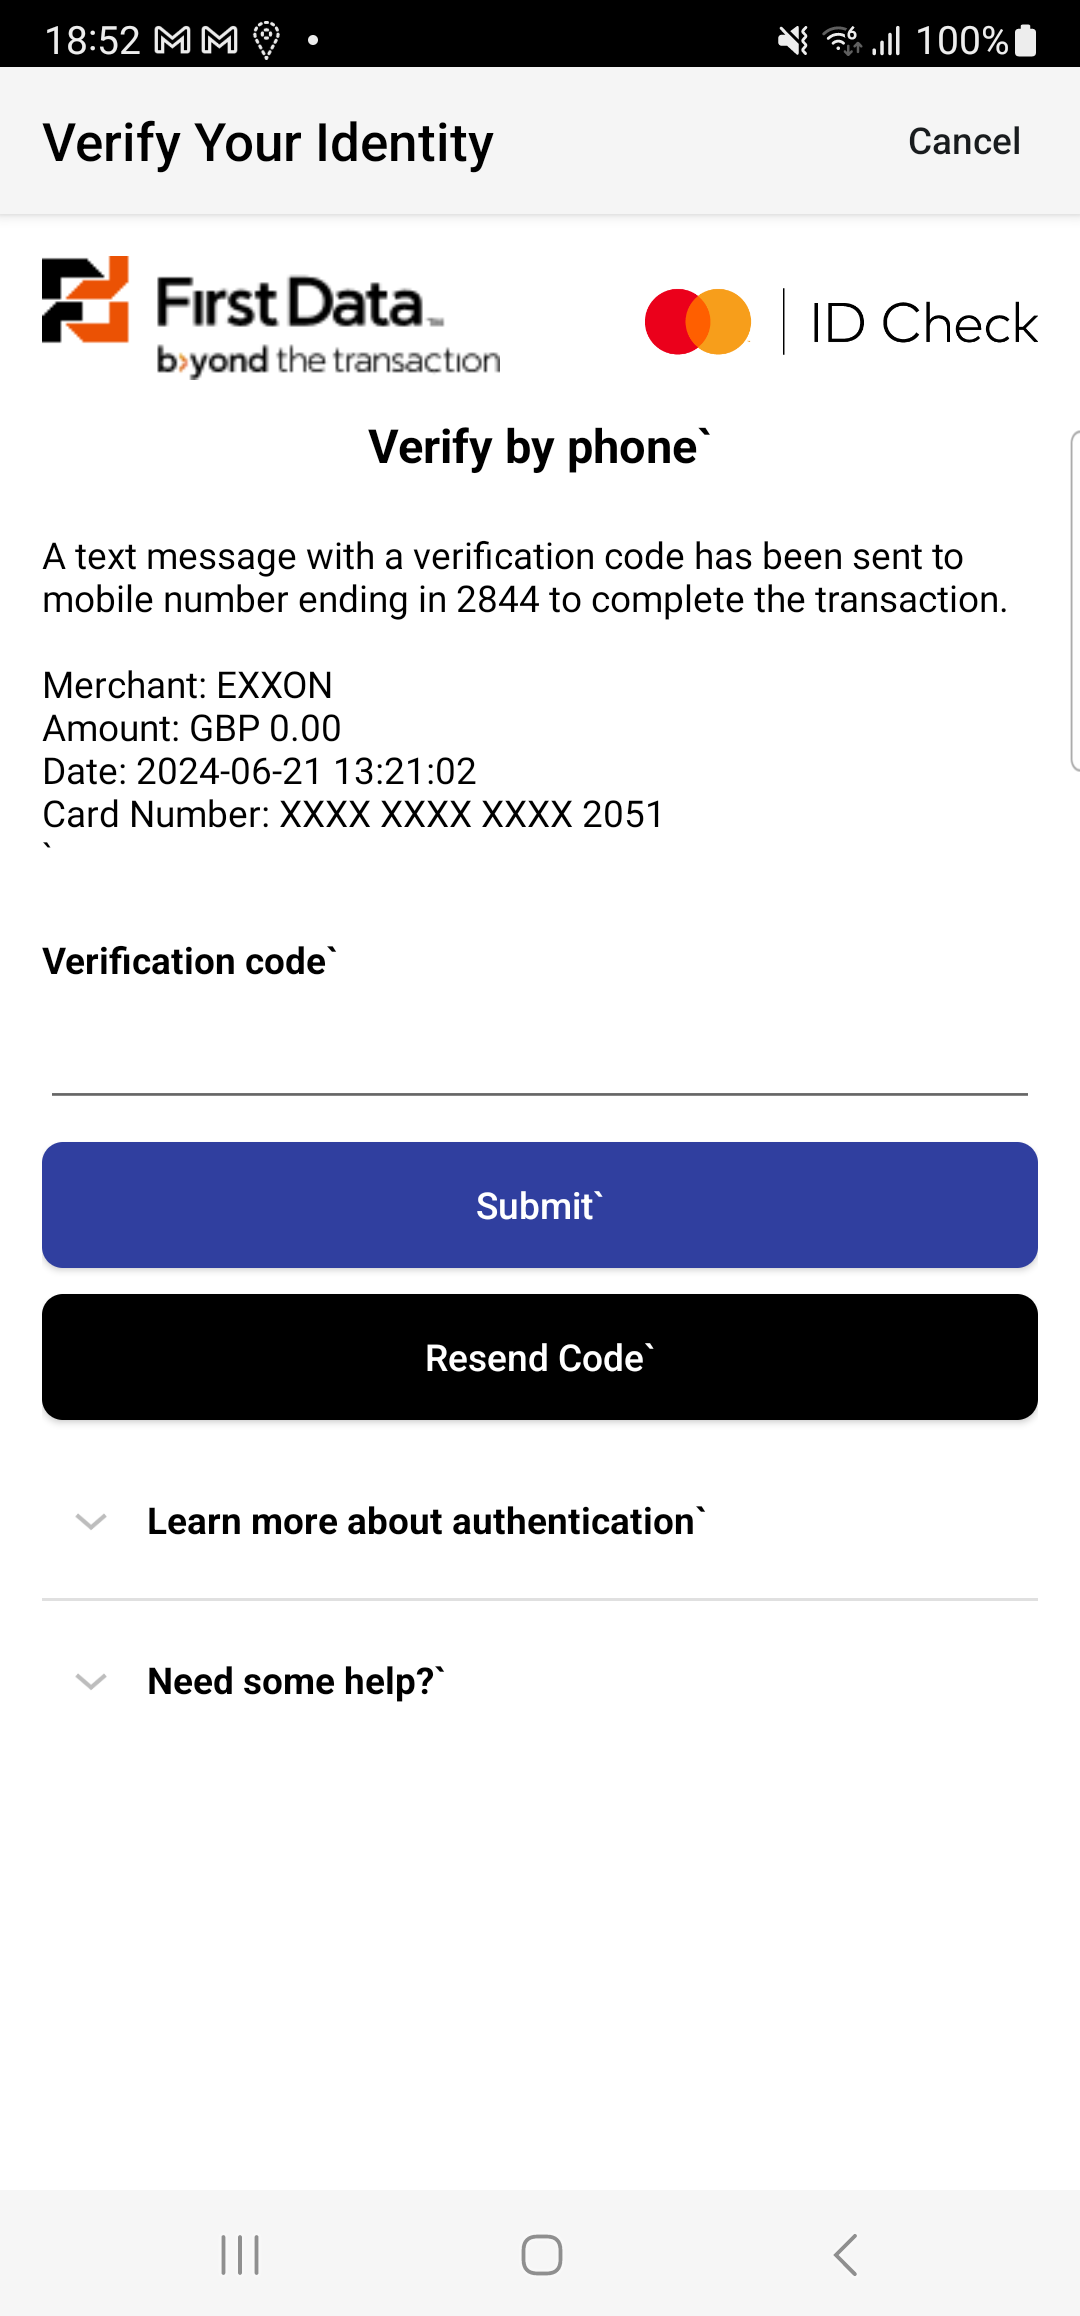 18:52
100%
Verify Your Identity
Cancel
First Data
beyond the transaction
ID Check
Verify by phone`
A text message with a verification code has been sent to
mobile number ending in 2844 to complete the transaction.
Merchant: EXXON
Amount: GBP 0.00
Date: 2024-06-21 13:21:02
Card Number: XXXX XXXX XXXX 2051
`
Verification code`
Submit`
Resend Code`
Learn more about authentication`
Need some help?`